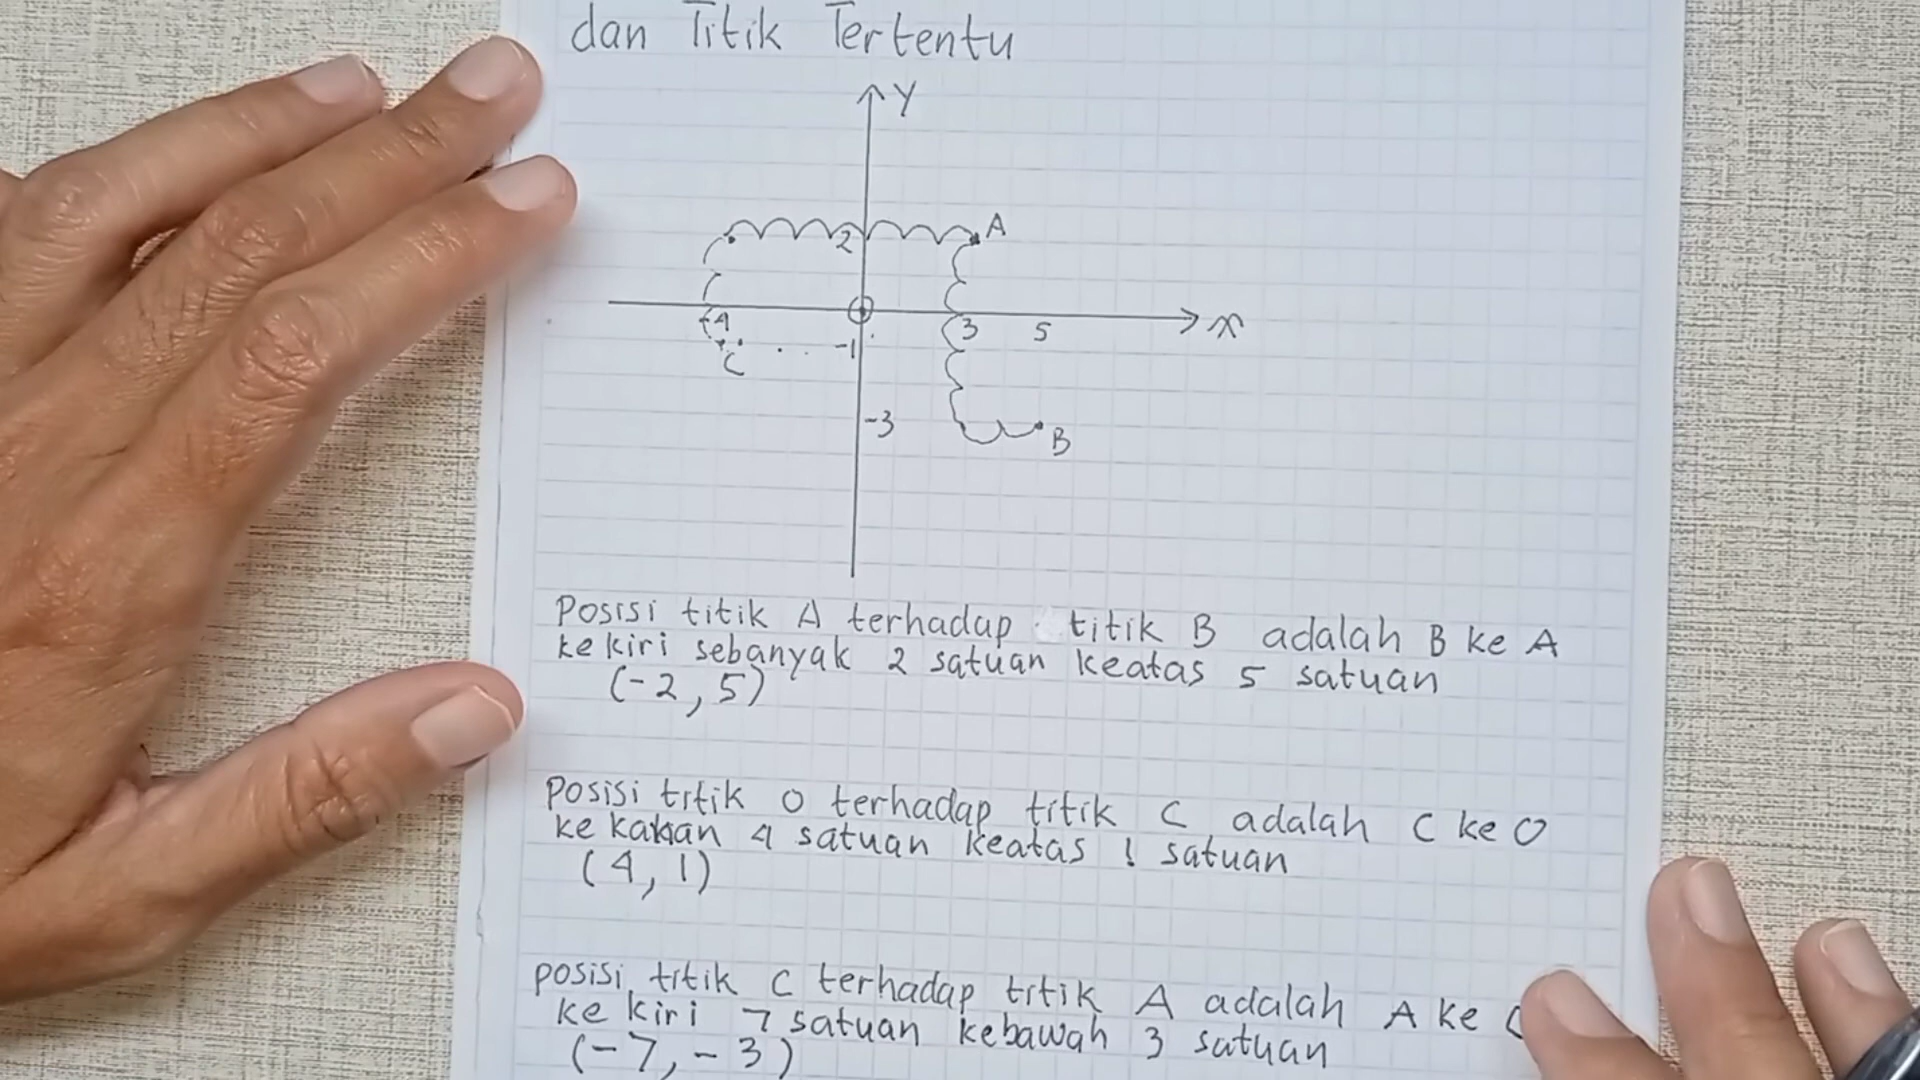 dan Titik Tertentu
Y
A
2
-4
3
5
X
-1
C
-3
B
Posisi titik A terhadap titik B adalah B ke A
ke kiri sebanyak 2 satuan keatas 5 satuan
(-2, 5)
Posisi titik O terhadap titik C adalah C ke O
ke kanan 4 satuan keatas 1 satuan
(4, 1)
posisi titik C terhadap titik A adalah A ke
ke kiri 7 satuan kebawah 3 satuan
(-7, -3)